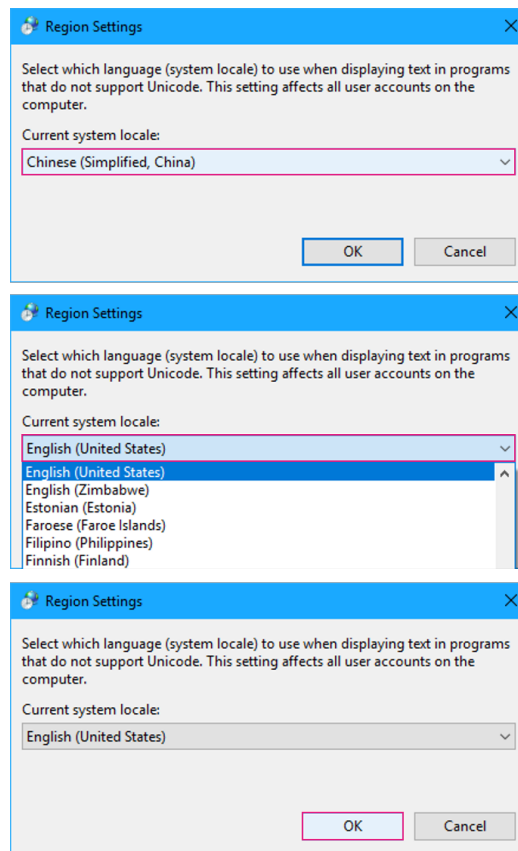 Region Settings
Select which language (system locale) to use when displaying text in programs
that do not support Unicode. This setting affects all user accounts on the
computer.
Current system locale:
Chinese (Simplified, China)
OK Cancel
Region Settings
Select which language (system locale) to use when displaying text in programs
that do not support Unicode. This setting affects all user accounts on the
computer.
Current system locale:
English (United States)
English (United States)
English (Zimbabwe)
Estonian (Estonia)
Faroese (Faroe Islands)
Filipino (Philippines)
Finnish (Finland)
Region Settings
Select which language (system locale) to use when displaying text in programs
that do not support Unicode. This setting affects all user accounts on the
computer.
Current system locale:
English (United States)
OK Cancel